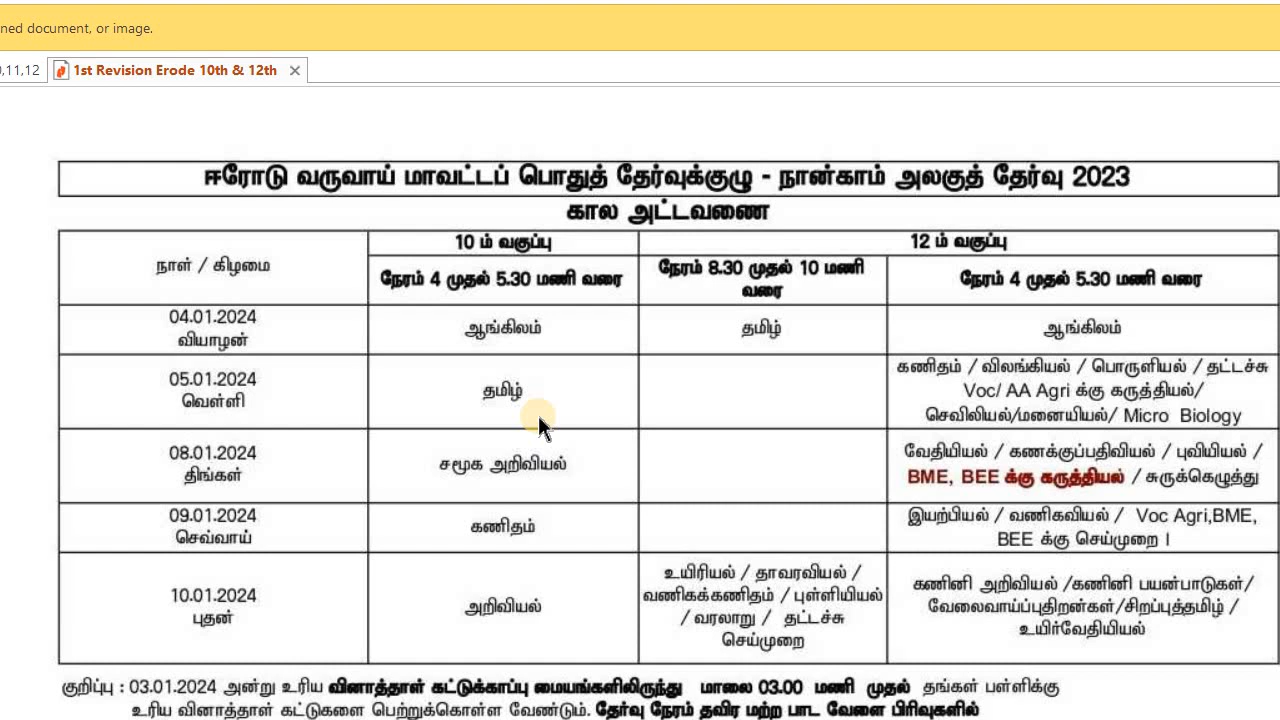 ned document, or image.
,11,12
1st Revision Erode 10th & 12th
ஈரோடு வருவாய் மாவட்டப் பொதுத் தேர்வுக்குழு - நான்காம் அலகுத் தேர்வு 2023
கால அட்டவணை
நாள் / கிழமை
10 ம் வகுப்பு
12 ம் வகுப்பு
நேரம் 4 முதல் 5.30 மணி வரை
நேரம் 8.30 முதல் 10 மணி
வரை
நேரம் 4 முதல் 5.30 மணி வரை
04.01.2024
வியாழன்
ஆங்கிலம்
தமிழ்
ஆங்கிலம்
05.01.2024
வெள்ளி
தமிழ்
கணிதம் / விலங்கியல் / பொருளியல் / தட்டச்சு
Voc/ AA Agri க்கு கருத்தியல்/
செவிலியல்/மனையியல்/ Micro Biology
08.01.2024
திங்கள்
சமூக அறிவியல்
வேதியியல் / கணக்குப்பதிவியல் / புவியியல் /
BME, BEE க்கு கருத்தியல் / சுருக்கெழுத்து
09.01.2024
செவ்வாய்
கணிதம்
இயற்பியல் / வணிகவியல் / Voc Agri,BME,
BEE க்கு செய்முறை I
10.01.2024
புதன்
அறிவியல்
உயிரியல் / தாவரவியல் /
வணிகக்கணிதம் / புள்ளியியல்
/ வரலாறு / தட்டச்சு
செய்முறை
கணினி அறிவியல் /கணினி பயன்பாடுகள்/
வேலைவாய்ப்புதிறன்கள்/சிறப்புத்தமிழ் /
உயிர்வேதியியல்
குறிப்பு : 03.01.2024 அன்று உரிய வினாத்தாள் கட்டுக்காப்பு மையங்களிலிருந்து மாலை 03.00 மணி முதல் தங்கள் பள்ளிக்கு
உரிய வினாத்தாள் கட்டுகளை பெற்றுக்கொள்ள வேண்டும். தேர்வு நேரம் தவிர மற்ற பாட வேளை பிரிவுகளில்